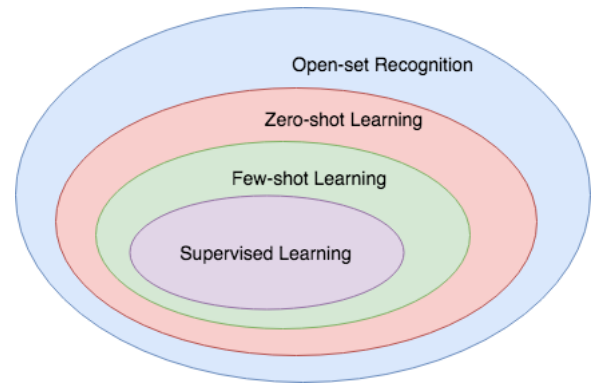 Open-set Recognition
Zero-shot Learning
Few-shot Learning
Supervised Learning